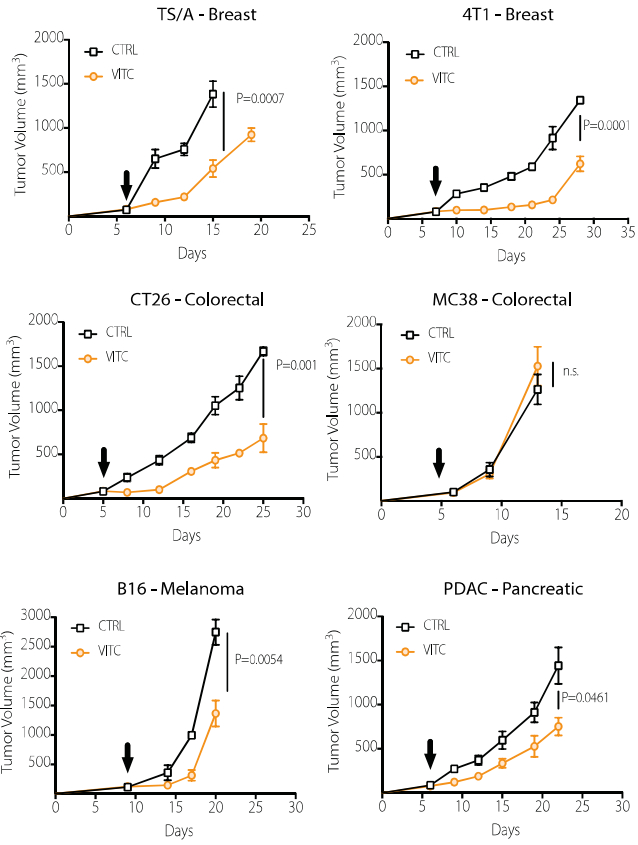 TS/A - Breast
2000
1500
1000
500
0
5
10
15
20
25
Tumor Volume (mm³)
Days
CTRL
VITC
P=0.0007
4T1 - Breast
2000
1500
1000
500
0
5
10
15
20
25
30
35
Tumor Volume (mm³)
Days
CTRL
VITC
P=0.0001
CT26 - Colorectal
2000
1500
1000
500
0
5
10
15
20
25
30
Tumor Volume (mm³)
Days
CTRL
VITC
P=0.001
MC38 - Colorectal
2000
1500
1000
500
0
5
10
15
20
Tumor Volume (mm³)
Days
CTRL
VITC
n.s.
B16 - Melanoma
3000
2500
2000
1500
1000
500
0
5
10
15
20
25
Tumor Volume (mm³)
Days
CTRL
VITC
P=0.0054
PDAC - Pancreatic
2000
1500
1000
500
0
5
10
15
20
25
Tumor Volume (mm³)
Days
CTRL
VITC
P=0.0461